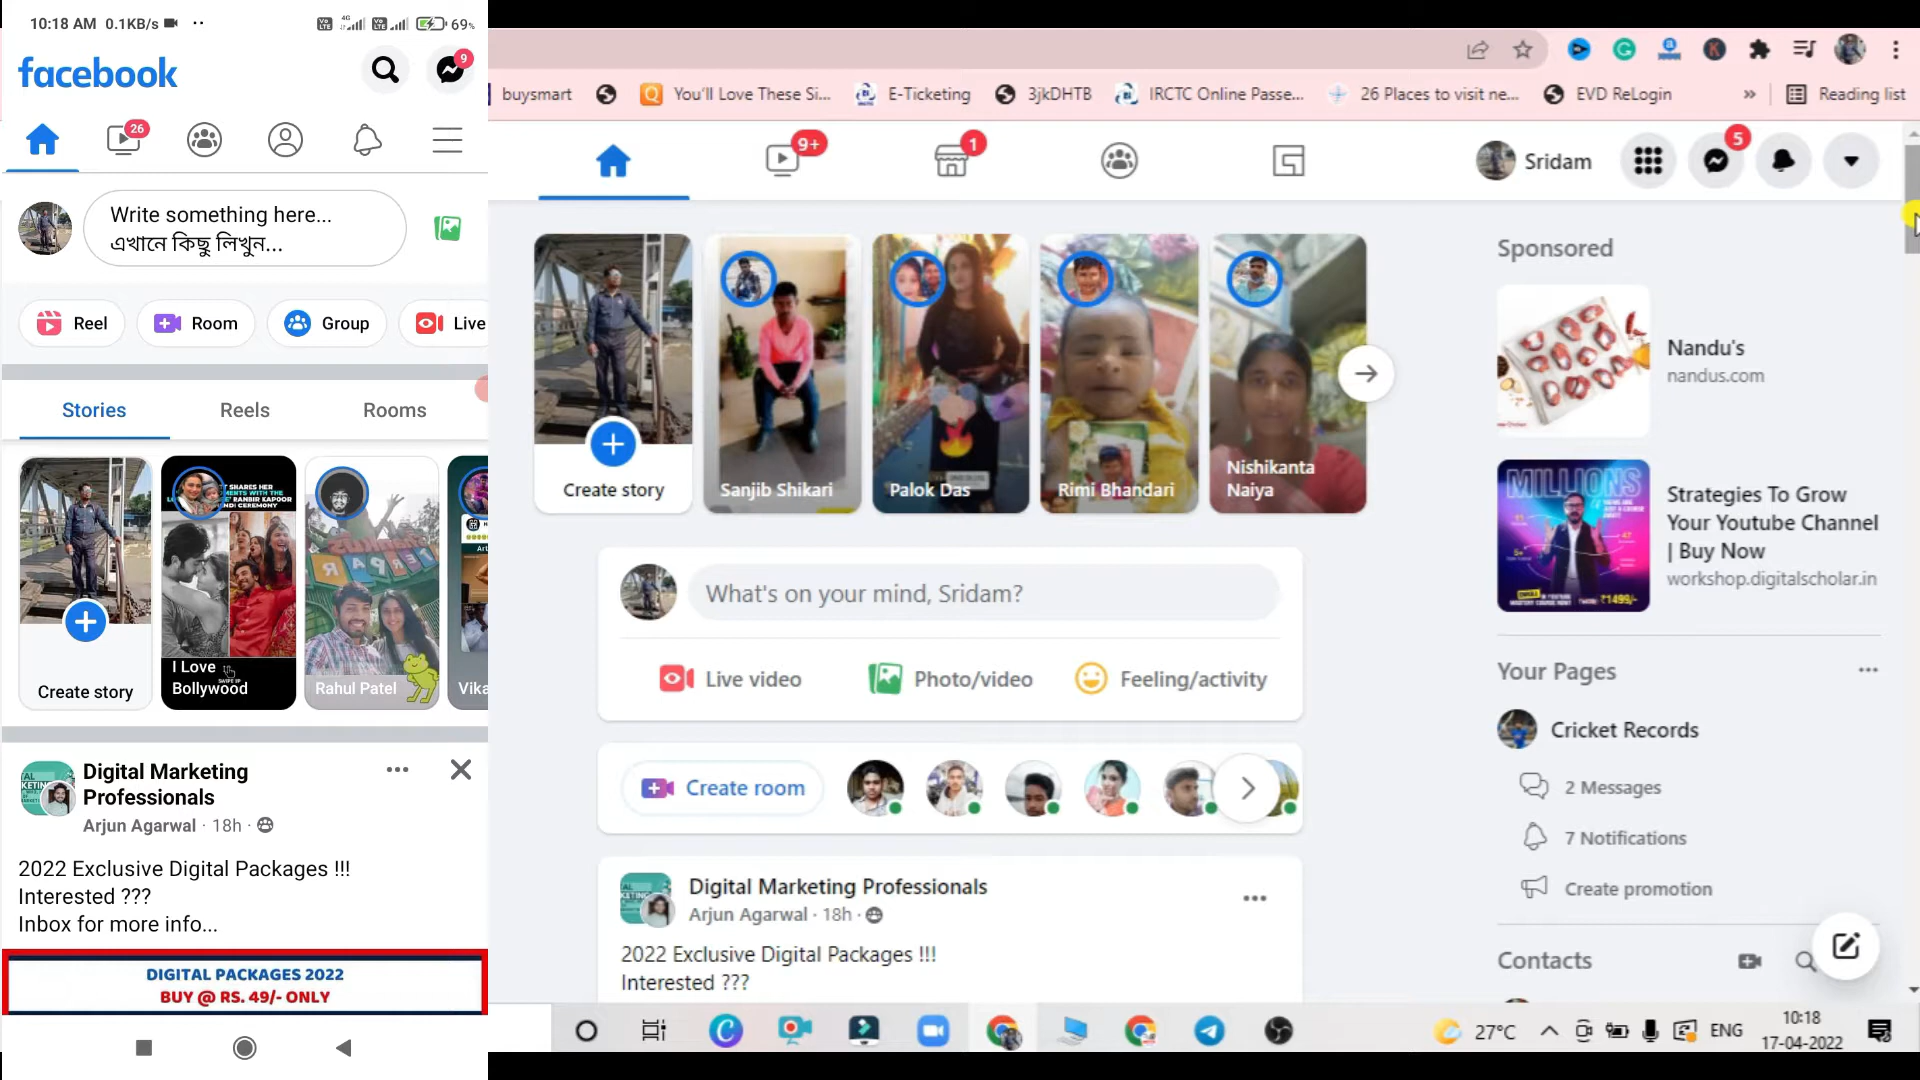 10:18 AM 0.1KB/s
4G
69%
facebook
9
26
Write something here...
এখানে কিছু লিখুন...
Reel
Room
Group
Live
Stories
Reels
Rooms
Create story
I Love
Bollywood
Rahul Patel
Vika
Digital Marketing
Professionals
Arjun Agarwal · 18h ·
2022 Exclusive Digital Packages !!!
Interested ???
Inbox for more info...
DIGITAL PACKAGES 2022
BUY @ RS. 49/- ONLY
buysmart
You'll Love These Si...
E-Ticketing
3jkDHTB
IRCTC Online Passe...
26 Places to visit ne...
EVD ReLogin
»
Reading list
9+
1
Sridam
5
Create story
Sanjib Shikari
Palok Das
Rimi Bhandari
Nishikanta
Naiya
What's on your mind, Sridam?
Live video
Photo/video
Feeling/activity
Create room
Digital Marketing Professionals
Arjun Agarwal · 18h ·
2022 Exclusive Digital Packages !!!
Interested ???
Sponsored
Nandu's
nandus.com
MILLIONS
₹1499/-
Strategies To Grow
Your Youtube Channel
| Buy Now
workshop.digitalscholar.in
Your Pages
Cricket Records
2 Messages
7 Notifications
Create promotion
Contacts
27°C
ENG
10:18
17-04-2022